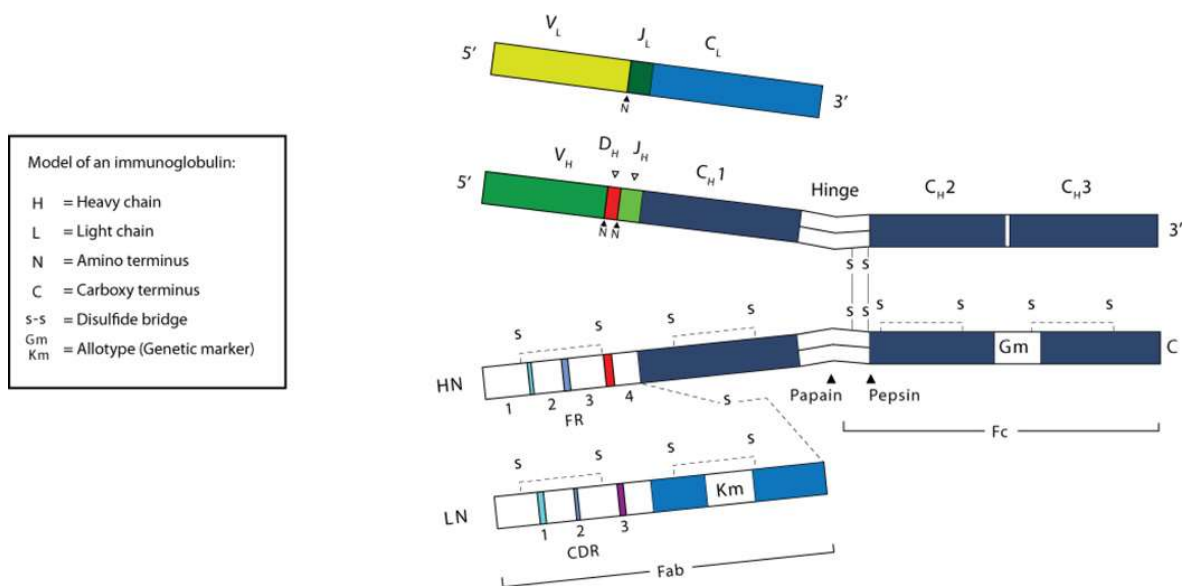 Model of an immunoglobulin:
H = Heavy chain
L = Light chain
N = Amino terminus
C = Carboxy terminus
s-s = Disulfide bridge
Gm
Km = Allotype (Genetic marker)
VL JL CL
5′ 3′
N
VH DH JH CH1 Hinge CH2 CH3
5′ 3′
N N
S S
S S S S S S
S S S S
Gm C
HN
1 2 3 4
FR
Papain Pepsin
S
Fc
S S S S
Km
LN
1 2 3
CDR
Fab